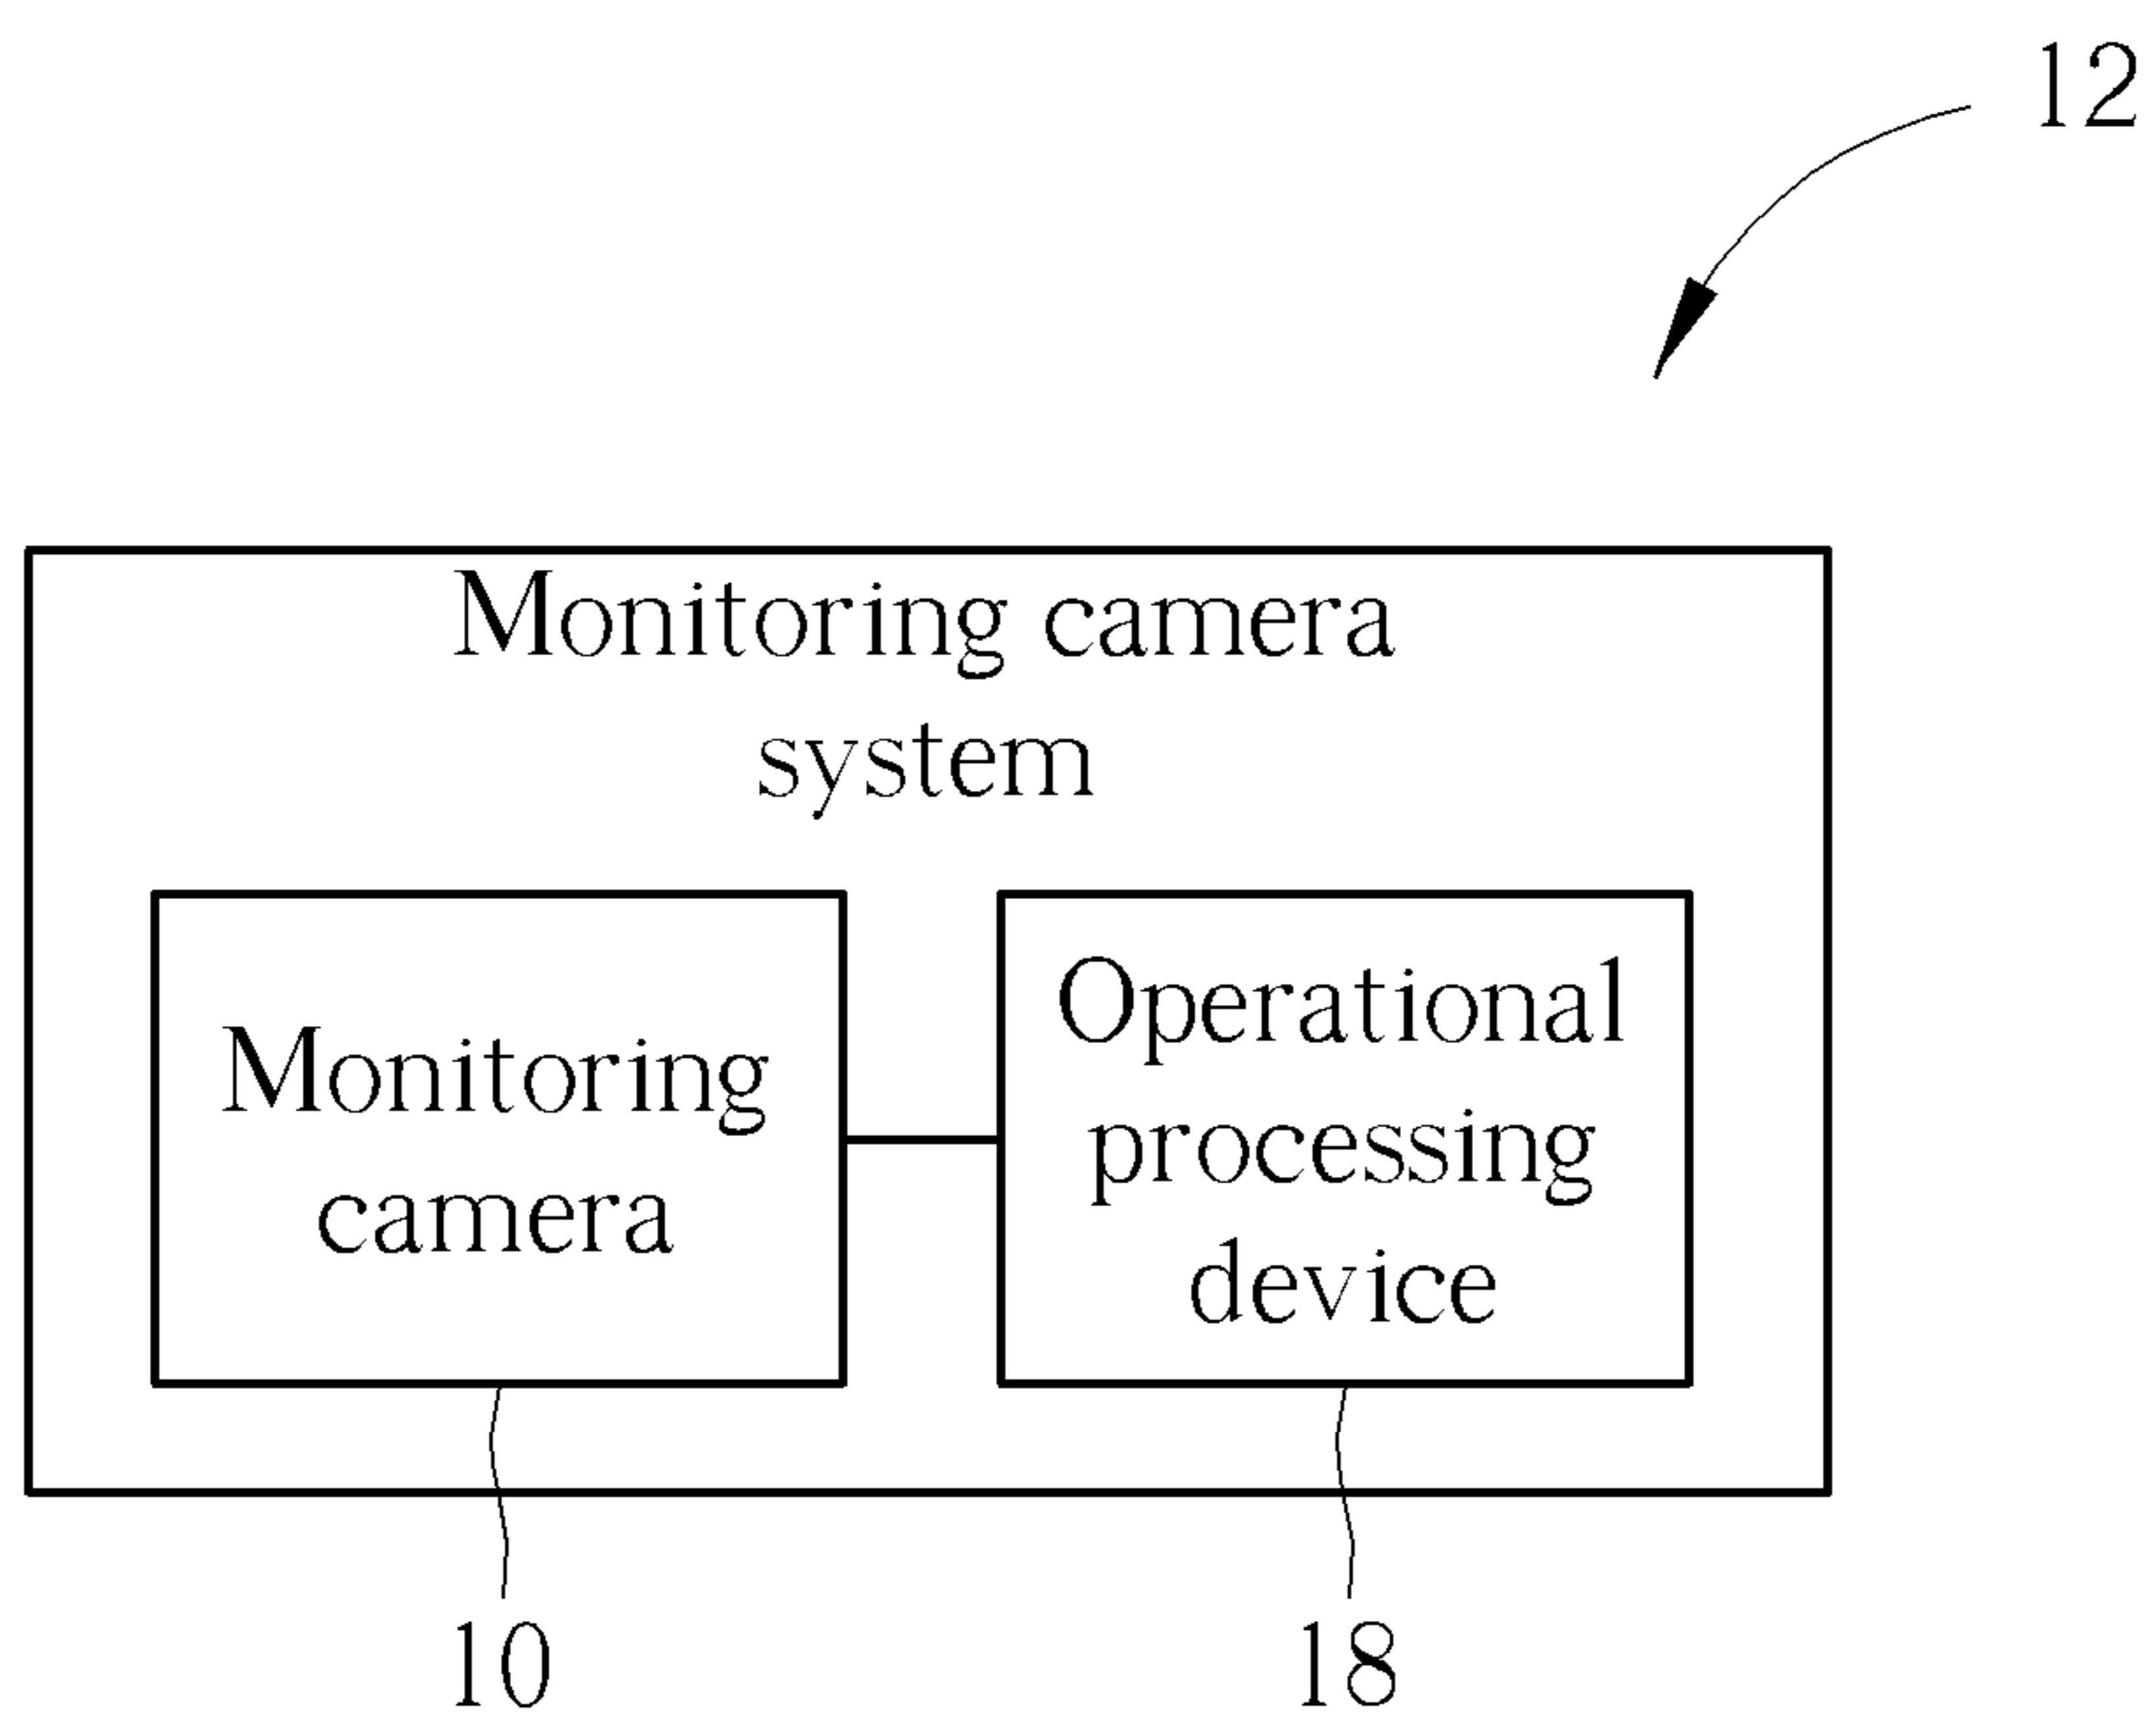 12
Monitoring camera
system
Monitoring
camera
Operational
processing
device
10
18